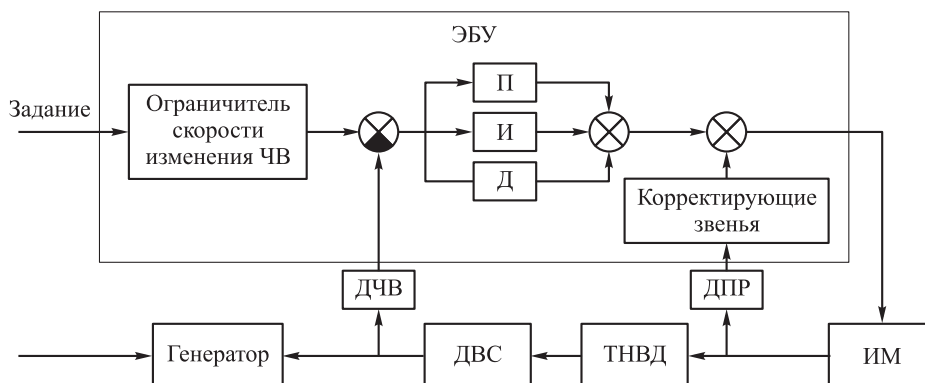 ЭБУ
Задание
Ограничитель
скорости
изменения ЧВ
П
И
Д
Корректирующие
звенья
ДЧВ
ДПР
Генератор
ДВС
ТНВД
ИМ